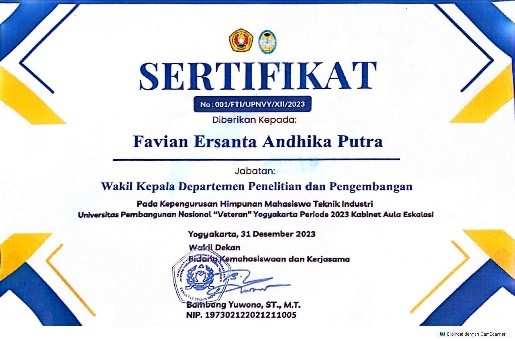 SERTIFIKAT
No : 001/FTI/UPNVY/XII/2023
Diberikan Kepada:
Favian Ersanta Andhika Putra
Jabatan:
Wakil Kepala Departemen Penelitian dan Pengembangan
Pada Kepengurusan Himpunan Mahasiswa Teknik Industri
Universitas Pembangunan Nasional "Veteran" Yogyakarta Periode 2023 Kabinet Aula Eskalasi
Yogyakarta, 31 Desember 2023
Wakil Dekan
Bidang Kemahasiswaan dan Kerjasama
Bambang Yuwono, ST., M.T.
NIP. 197302122021211005
Dipindai dengan CamScanner